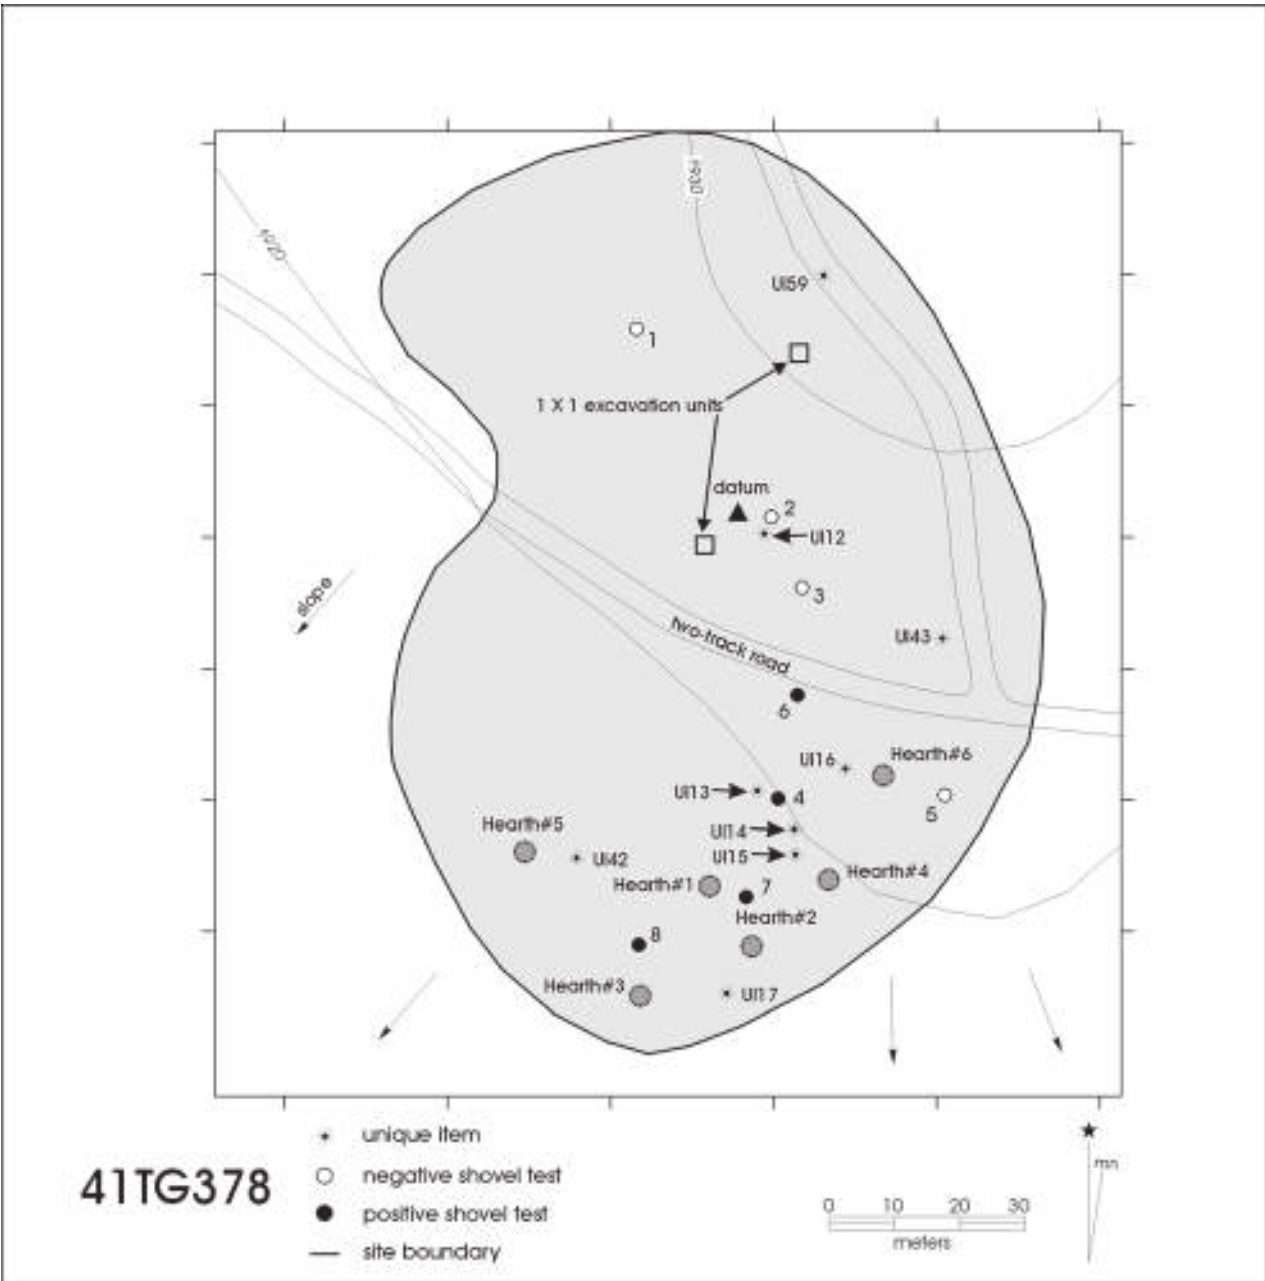 1930
UI59
1
1 X 1 excavation units
datum
2
UI12
3
slope
UI43
two-track road
6
Hearth#6
UI16
UI13
4
5
Hearth#5
UI14
UI42
UI15
Hearth#4
Hearth#1
7
Hearth#2
8
Hearth#3
UI17
unique item
mn
41TG378
negative shovel test
positive shovel test
0 10 20 30
site boundary
meters